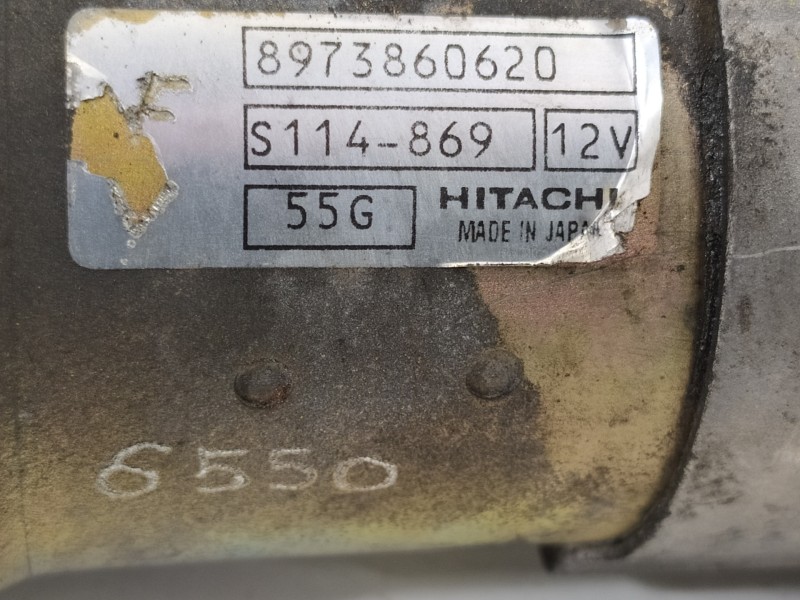 8973860620
S114-869 12V
55G HITACHI
MADE IN JAPAN
6550